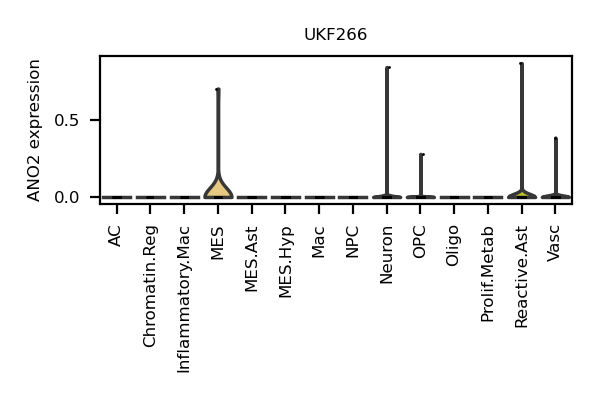 UKF266
ANO2 expression
0.5
0.0
AC
Chromatin.Reg
Inflammatory.Mac
MES
MES.Ast
MES.Hyp
Mac
NPC
Neuron
OPC
Oligo
Prolif.Metab
Reactive.Ast
Vasc